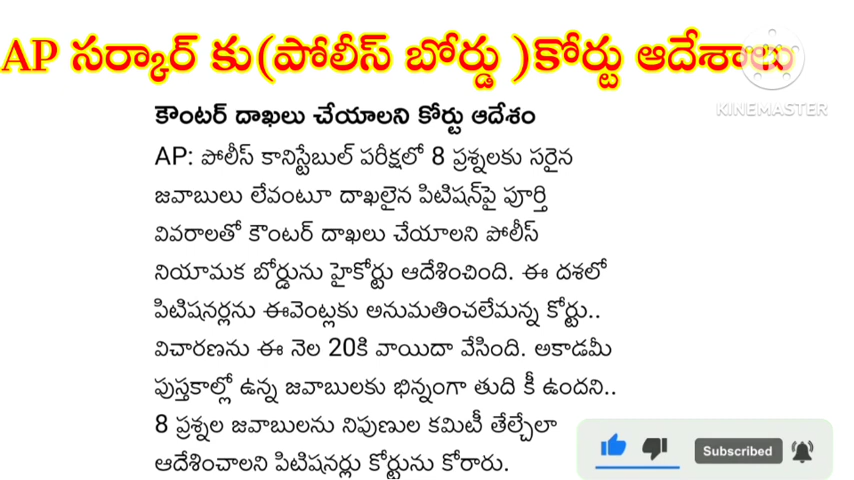 AP సర్కార్ కు(పోలీస్ బోర్డు )కోర్టు ఆదేశాలు
KINEMASTER
కౌంటర్ దాఖలు చేయాలని కోర్టు ఆదేశం
AP: పోలీస్ కానిస్టేబుల్ పరీక్షలో 8 ప్రశ్నలకు సరైన
జవాబులు లేవంటూ దాఖలైన పిటిషన్‌పై పూర్తి
వివరాలతో కౌంటర్ దాఖలు చేయాలని పోలీస్
నియామక బోర్డును హైకోర్టు ఆదేశించింది. ఈ దశలో
పిటిషనర్లను ఈవెంట్లకు అనుమతించలేమన్న కోర్టు..
విచారణను ఈ నెల 20కి వాయిదా వేసింది. అకాడమీ
పుస్తకాల్లో ఉన్న జవాబులకు భిన్నంగా తుది కీ ఉందని..
8 ప్రశ్నల జవాబులను నిపుణుల కమిటీ తేల్చేలా
ఆదేశించాలని పిటిషనర్లు కోర్టును కోరారు.
Subscribed